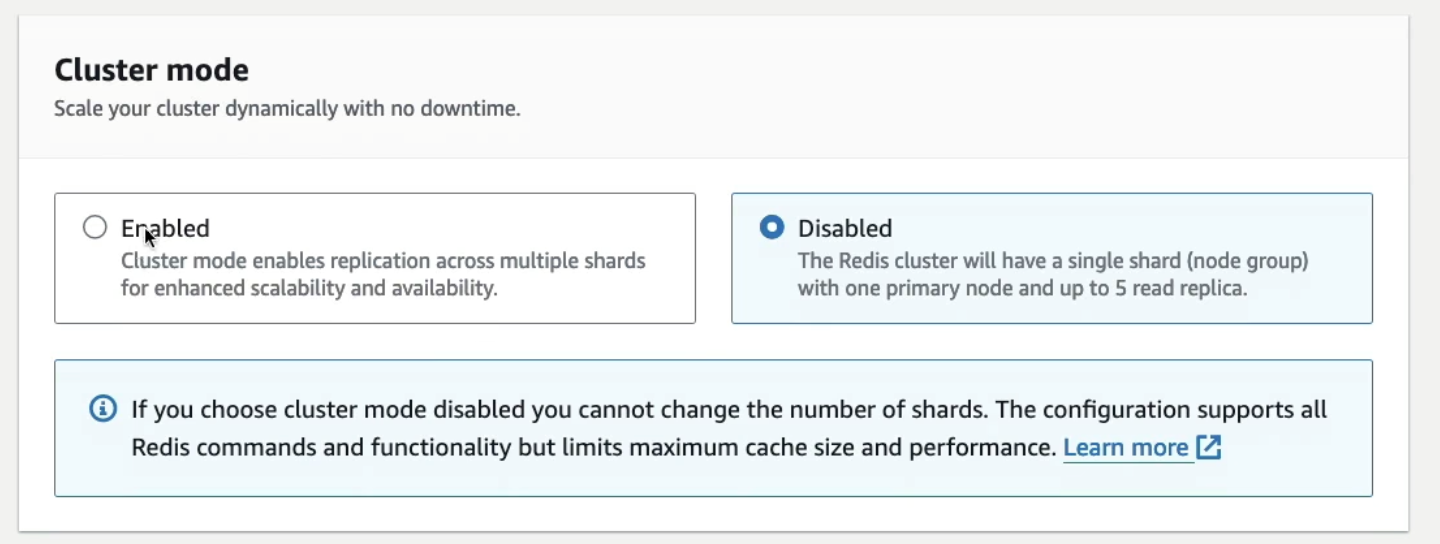 Cluster mode
Scale your cluster dynamically with no downtime.
Enabled
Cluster mode enables replication across multiple shards
for enhanced scalability and availability.
Disabled
The Redis cluster will have a single shard (node group)
with one primary node and up to 5 read replica.
If you choose cluster mode disabled you cannot change the number of shards. The configuration supports all
Redis commands and functionality but limits maximum cache size and performance. Learn more